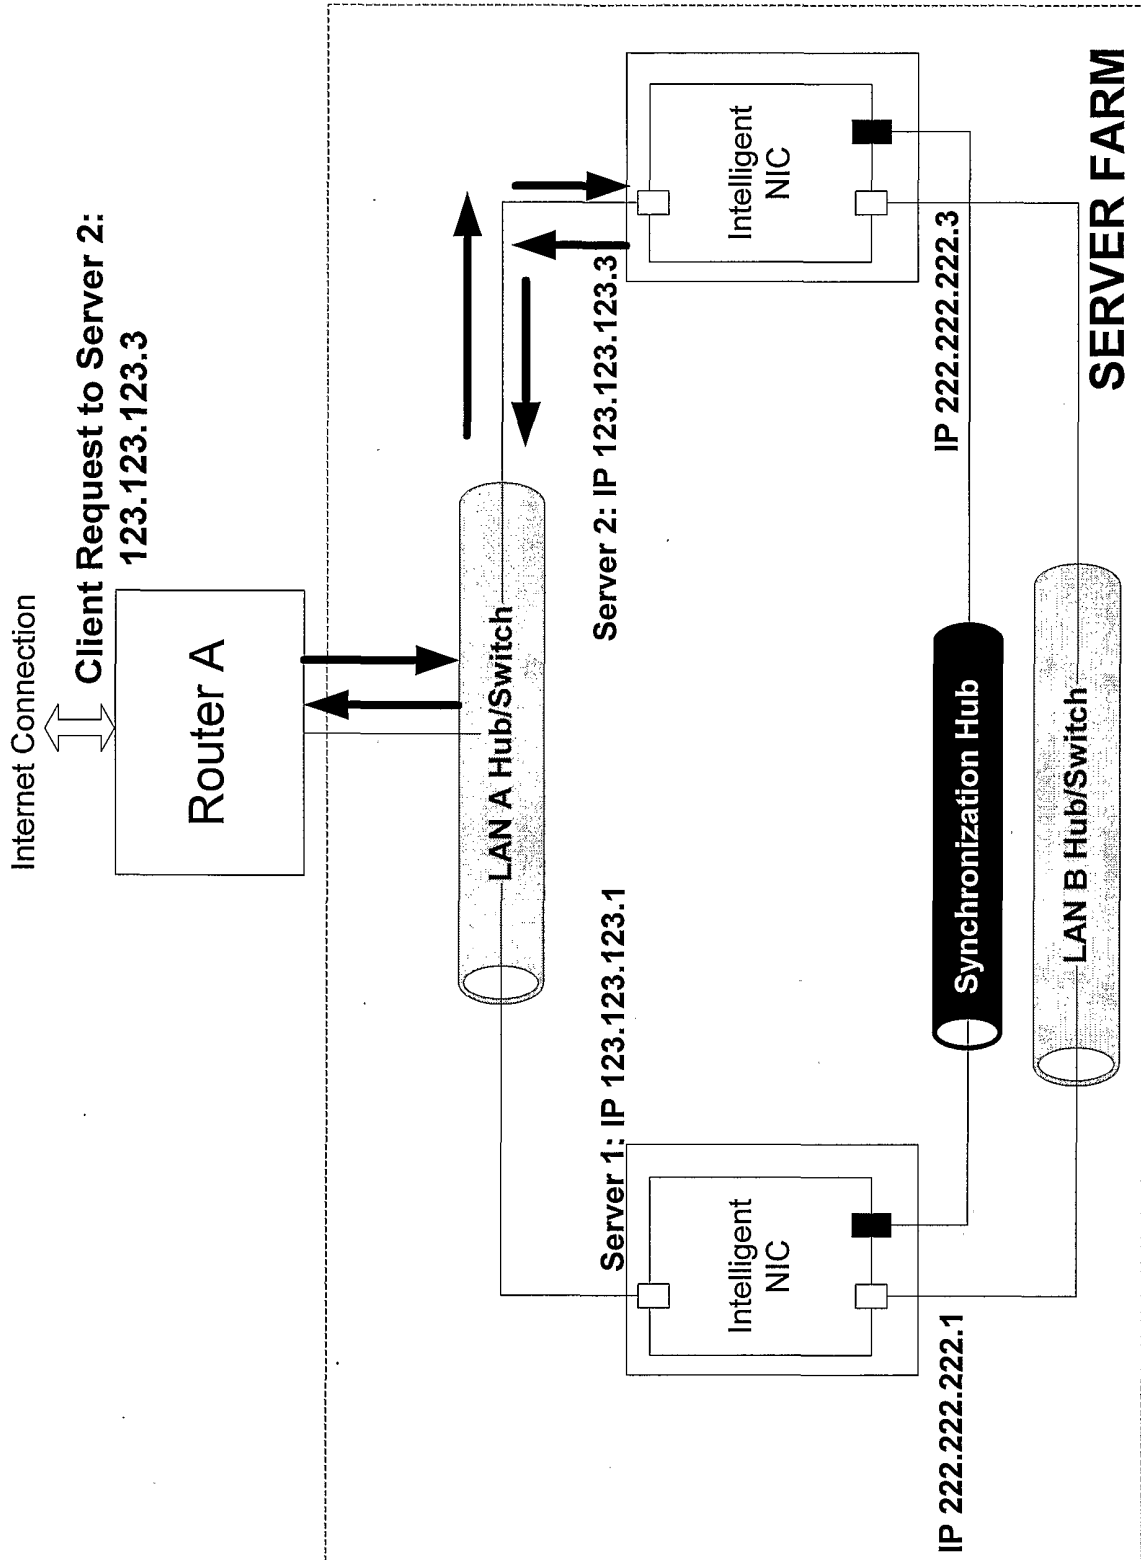 Internet Connection
Client Request to Server 2:
123.123.123.3
Router A
LAN A Hub/Switch
Server 1: IP 123.123.123.1
Server 2: IP 123.123.123.3
Intelligent
NIC
Intelligent
NIC
IP 222.222.222.1
IP 222.222.222.3
Synchronization Hub
LAN B Hub/Switch
SERVER FARM